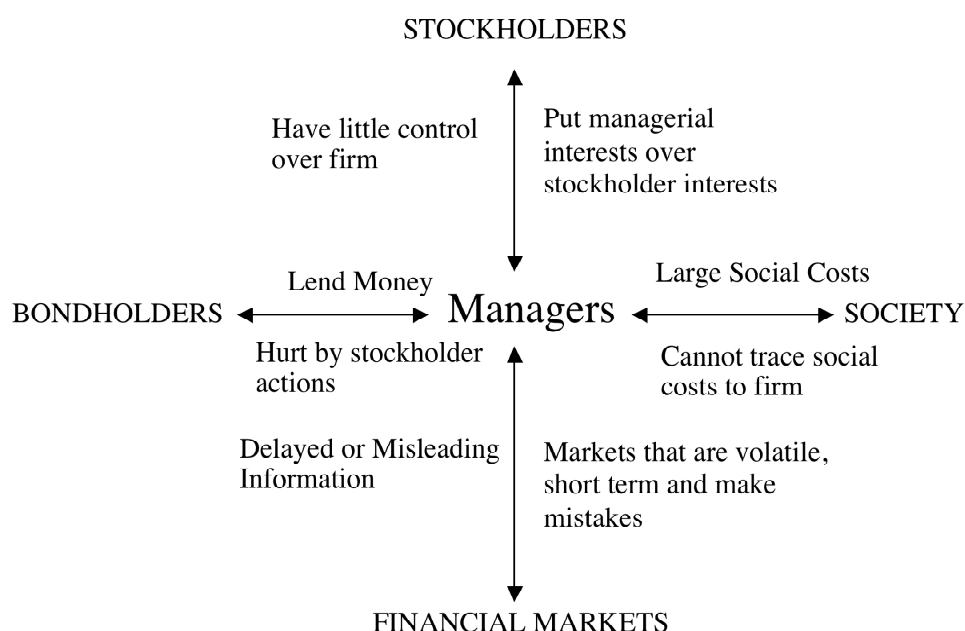 STOCKHOLDERS
Have little control
over firm
Put managerial
interests over
stockholder interests
Lend Money
Large Social Costs
BONDHOLDERS
Managers
SOCIETY
Hurt by stockholder
actions
Cannot trace social
costs to firm
Delayed or Misleading
Information
Markets that are volatile,
short term and make
mistakes
FINANCIAL MARKETS